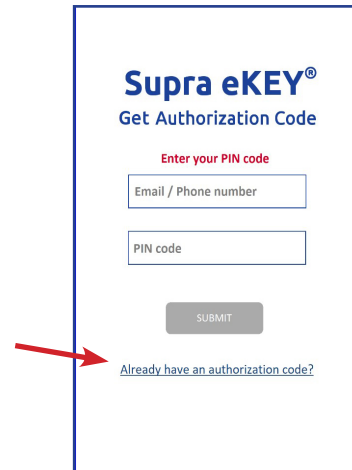 Supra eKEY®
Get Authorization Code
Enter your PIN code
Email / Phone number
PIN code
SUBMIT
Already have an authorization code?